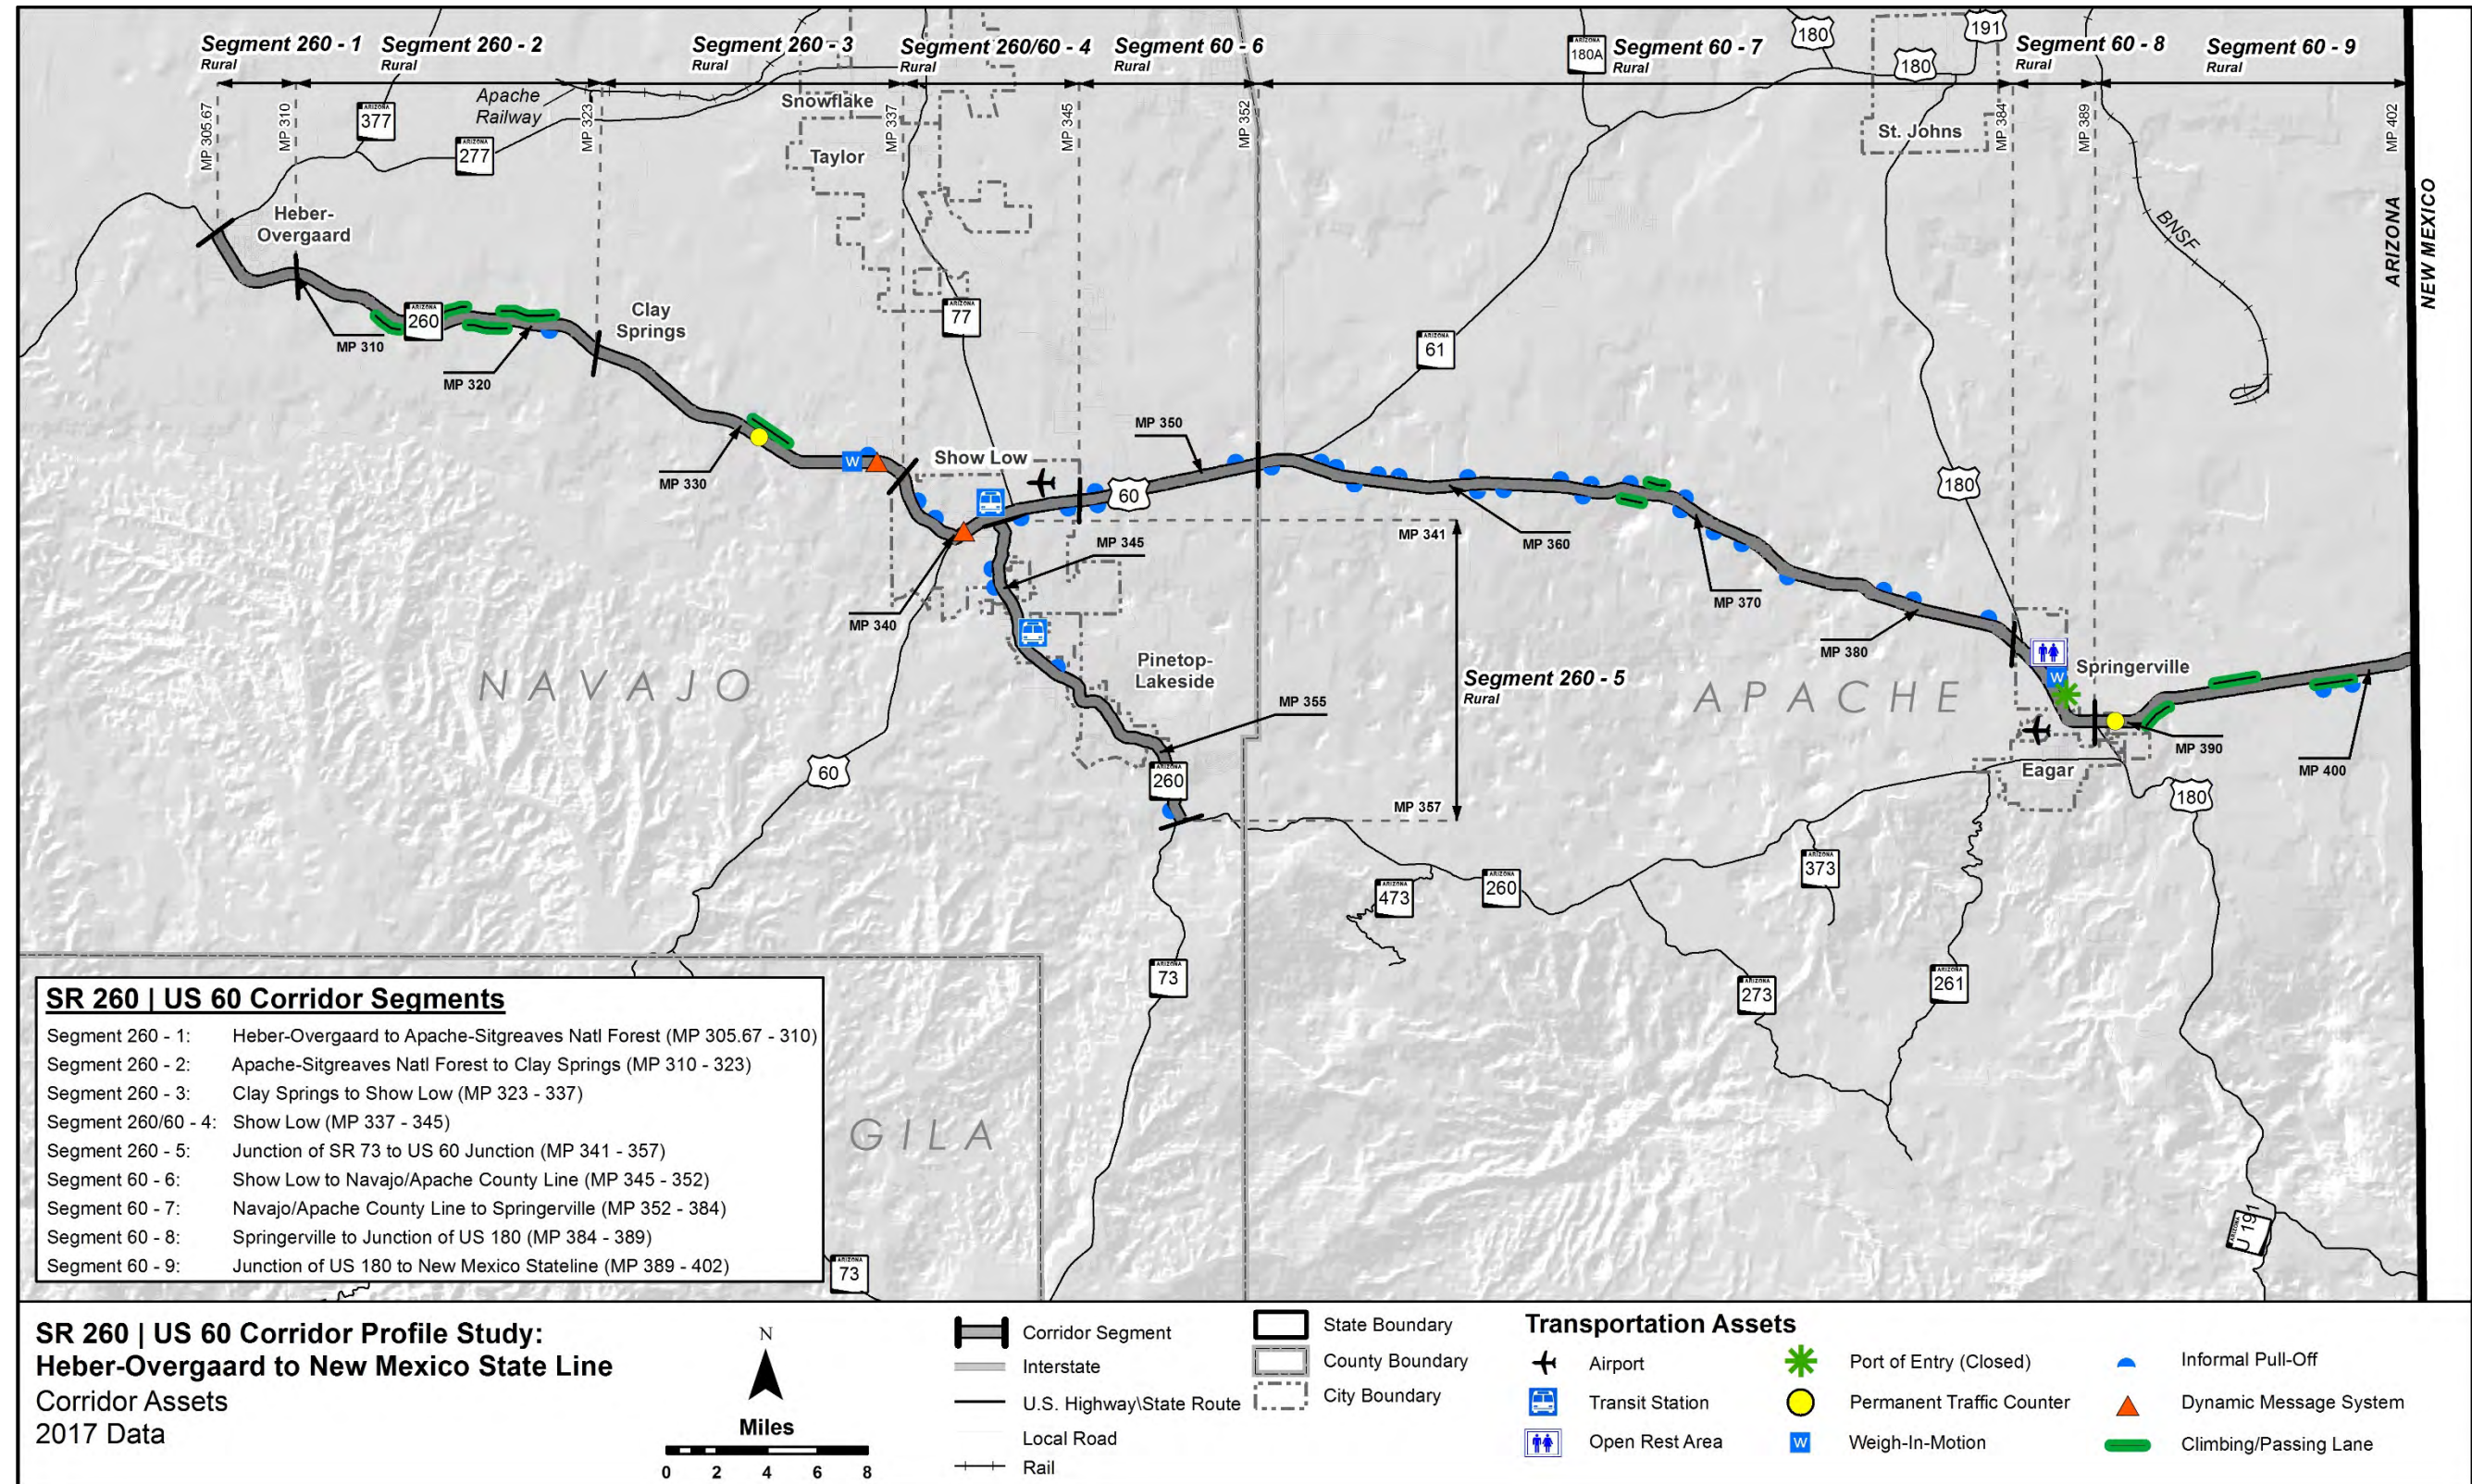 Segment 260 - 1
Rural
Segment 260 - 2
Rural
Segment 260 - 3
Rural
Segment 260/60 - 4
Rural
Segment 60 - 6
Rural
ARIZONA
180A
Segment 60 - 7
Rural
180
180
191
Segment 60 - 8
Rural
Segment 60 - 9
Rural
MP 305.67
MP 310
MP 323
MP 337
MP 345
MP 352
MP 384
MP 389
MP 402
ARIZONA
377
ARIZONA
277
Apache
Railway
Snowflake
Taylor
St. Johns
BNSF
ARIZONA
NEW MEXICO
Heber-
Overgaard
ARIZONA
260
MP 310
MP 320
Clay
Springs
ARIZONA
77
ARIZONA
61
MP 330
W
Show Low
MP 350
60
180
MP 341
MP 360
MP 345
MP 340
MP 370
MP 380
NAVAJO
Pinetop-
Lakeside
Segment 260 - 5
Rural
APACHE
W
Springerville
MP 355
MP 390
MP 400
60
ARIZONA
260
MP 357
Eagar
180
ARIZONA
473
ARIZONA
260
ARIZONA
373
ARIZONA
73
ARIZONA
273
ARIZONA
261
GILA
ARIZONA
U 191
ARIZONA
73
SR 260 | US 60 Corridor Segments
Segment 260 - 1: Heber-Overgaard to Apache-Sitgreaves Natl Forest (MP 305.67 - 310)
Segment 260 - 2: Apache-Sitgreaves Natl Forest to Clay Springs (MP 310 - 323)
Segment 260 - 3: Clay Springs to Show Low (MP 323 - 337)
Segment 260/60 - 4: Show Low (MP 337 - 345)
Segment 260 - 5: Junction of SR 73 to US 60 Junction (MP 341 - 357)
Segment 60 - 6: Show Low to Navajo/Apache County Line (MP 345 - 352)
Segment 60 - 7: Navajo/Apache County Line to Springerville (MP 352 - 384)
Segment 60 - 8: Springerville to Junction of US 180 (MP 384 - 389)
Segment 60 - 9: Junction of US 180 to New Mexico Stateline (MP 389 - 402)
SR 260 | US 60 Corridor Profile Study:
Heber-Overgaard to New Mexico State Line
Corridor Assets
2017 Data
N
Miles
0 2 4 6 8
Corridor Segment
Interstate
U.S. Highway\State Route
Local Road
Rail
State Boundary
County Boundary
City Boundary
Transportation Assets
Airport
Transit Station
Open Rest Area
Port of Entry (Closed)
Permanent Traffic Counter
W Weigh-In-Motion
Informal Pull-Off
Dynamic Message System
Climbing/Passing Lane